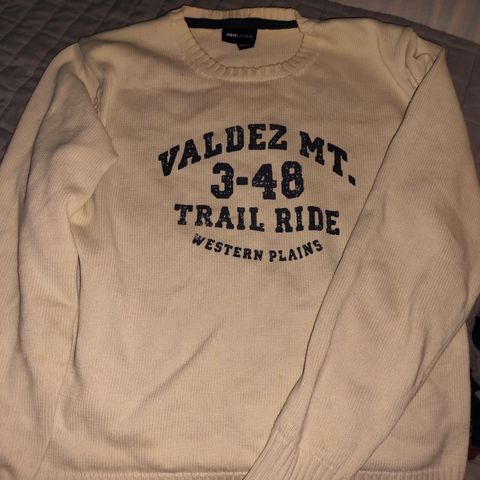 VALDEZ MT.
3-48
TRAIL RIDE
WESTERN PLAINS